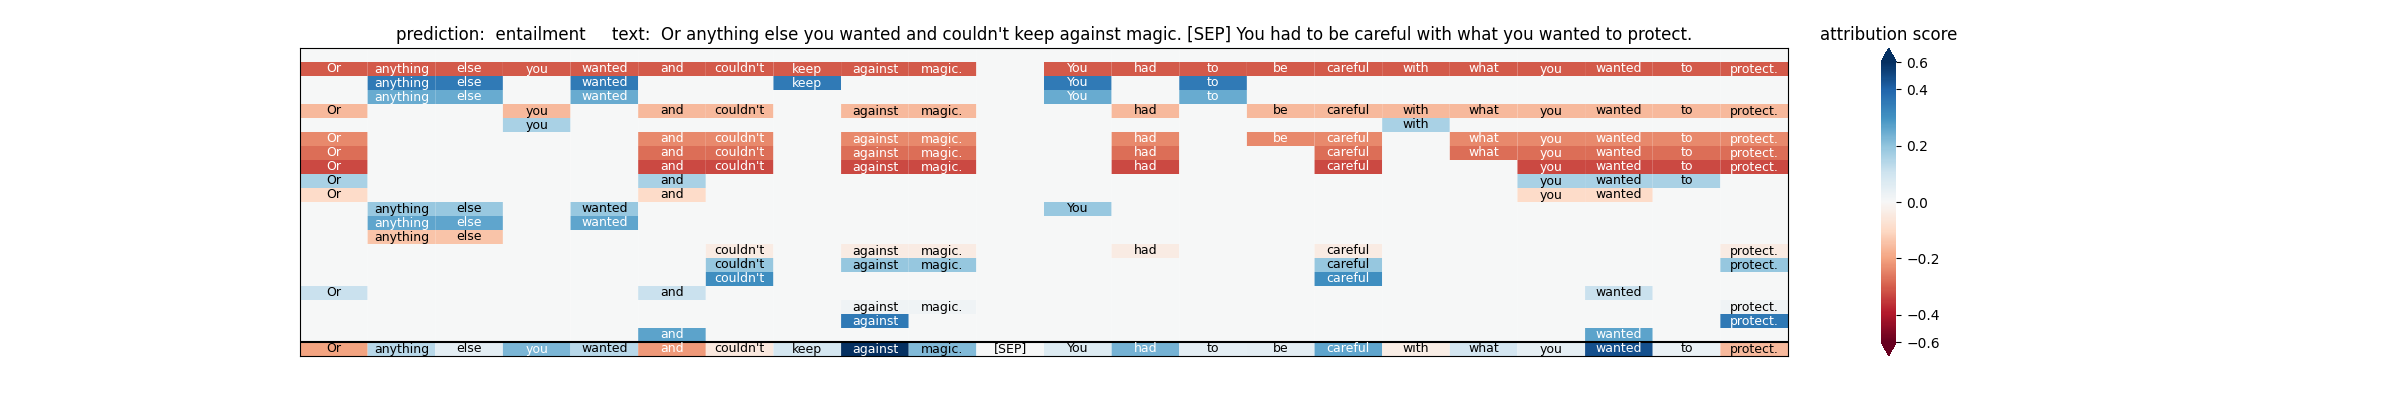 prediction:  entailment     text:  Or anything else you wanted and couldn't keep against magic. [SEP] You had to be careful with what you wanted to protect.     attribution score
Or anything else you wanted and couldn't keep against magic. You had to be careful with what you wanted to protect.     0.6
anything else wanted keep You to     0.4
anything else wanted You to
Or you and couldn't against magic. had be careful with what you wanted to protect.
you with
Or and couldn't against magic. had be careful what you wanted to protect.     0.2
Or and couldn't against magic. had careful what you wanted to protect.
Or and couldn't against magic. had careful you wanted to protect.
Or and you wanted to
Or and you wanted     0.0
anything else wanted You
anything else wanted
anything else
couldn't against magic. had careful protect.     −0.2
couldn't against magic. careful protect.
couldn't careful
Or and wanted
against magic. protect.     −0.4
against protect.
and wanted
Or anything else you wanted and couldn't keep against magic. [SEP] You had to be careful with what you wanted to protect.     −0.6